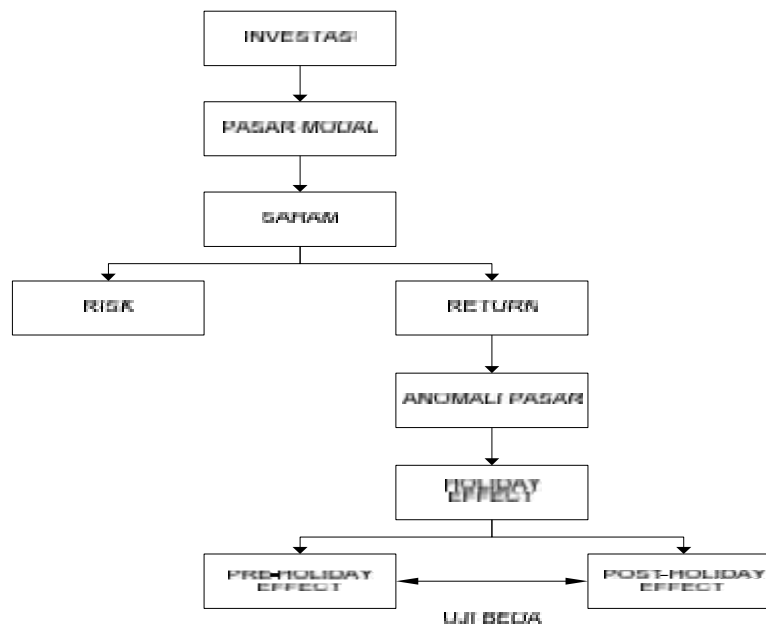 INVESTASI
PASAR MODAL
SAHAM
RISK
RETURN
ANOMALI PASAR
HOLIDAY
EFFECT
PRE-HOLIDAY
EFFECT
POST-HOLIDAY
EFFECT
UJI BEDA